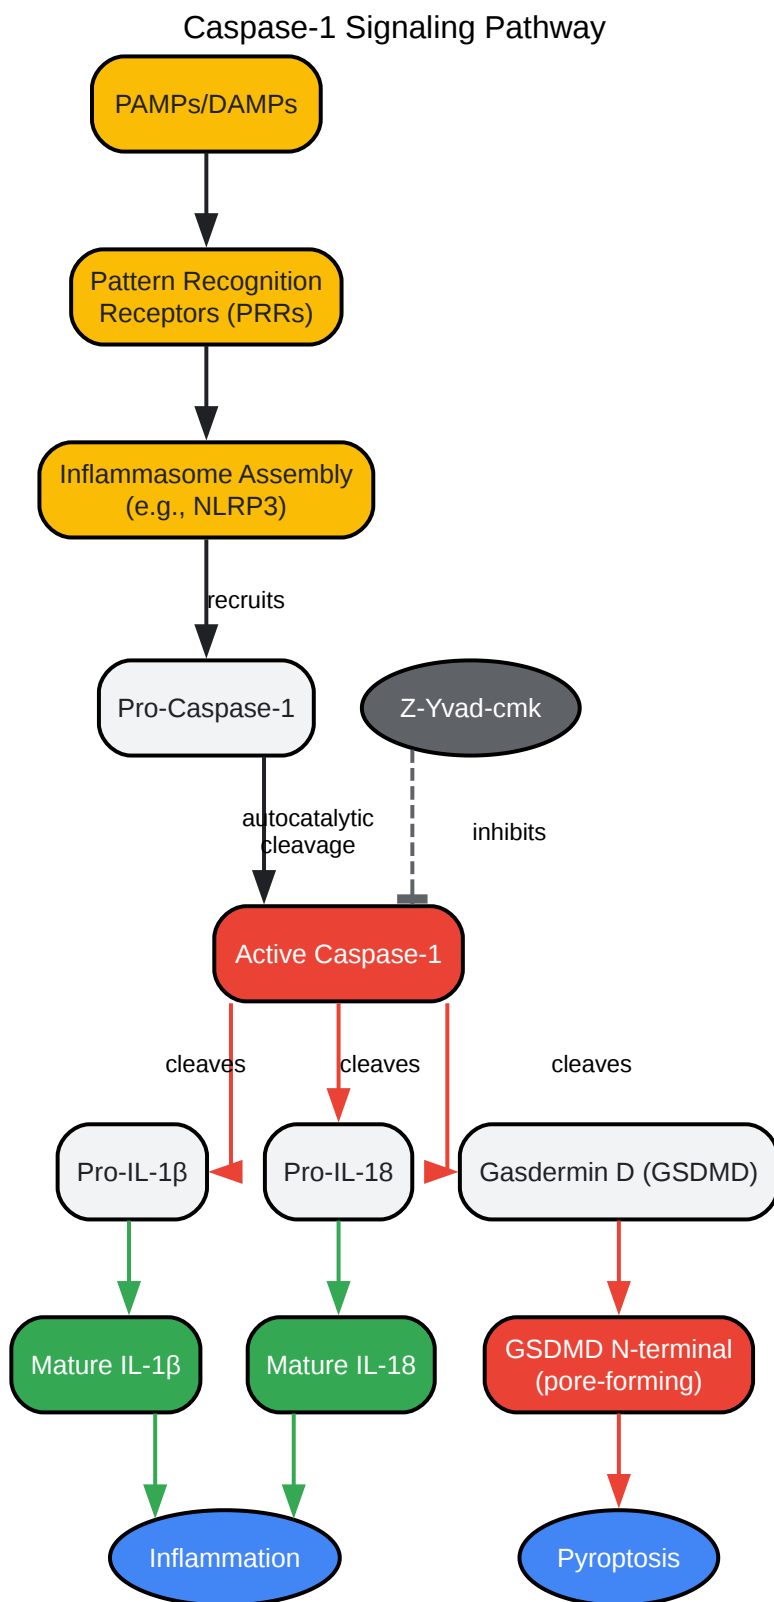 Caspase-1 Signaling Pathway
PAMPs/DAMPs
Pattern Recognition
Receptors (PRRs)
Inflammasome Assembly
(e.g., NLRP3)
recruits
Pro-Caspase-1
Z-Yvad-cmk
autocatalytic
cleavage
inhibits
Active Caspase-1
cleaves
cleaves
cleaves
Pro-IL-1β
Pro-IL-18
Gasdermin D (GSDMD)
Mature IL-1β
Mature IL-18
GSDMD N-terminal
(pore-forming)
Inflammation
Pyroptosis